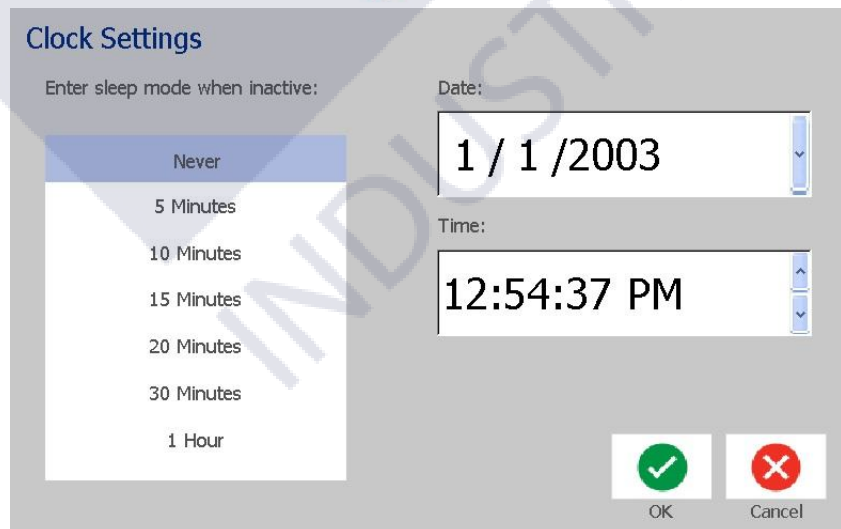 Clock Settings
Enter sleep mode when inactive:
Never
5 Minutes
10 Minutes
15 Minutes
20 Minutes
30 Minutes
1 Hour
Date:
1 / 1 /2003
Time:
12:54:37 PM
OK
Cancel
INDUSTR